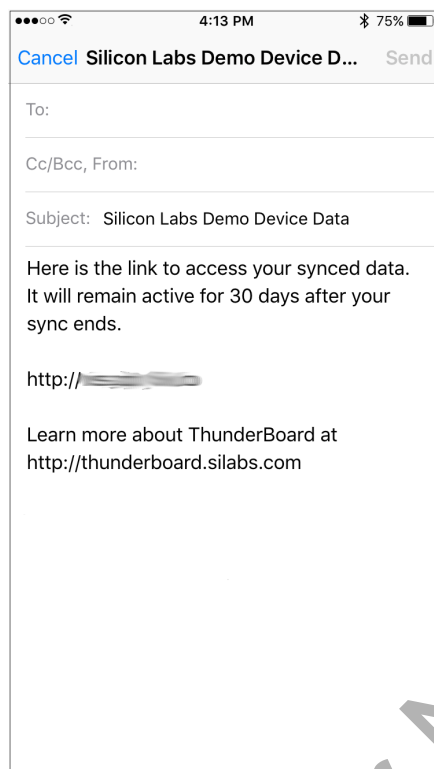 4:13 PM 75%
Cancel Silicon Labs Demo Device D... Send
To:
Cc/Bcc, From:
Subject: Silicon Labs Demo Device Data
Here is the link to access your synced data.
It will remain active for 30 days after your
sync ends.
http://
Learn more about ThunderBoard at
http://thunderboard.silabs.com